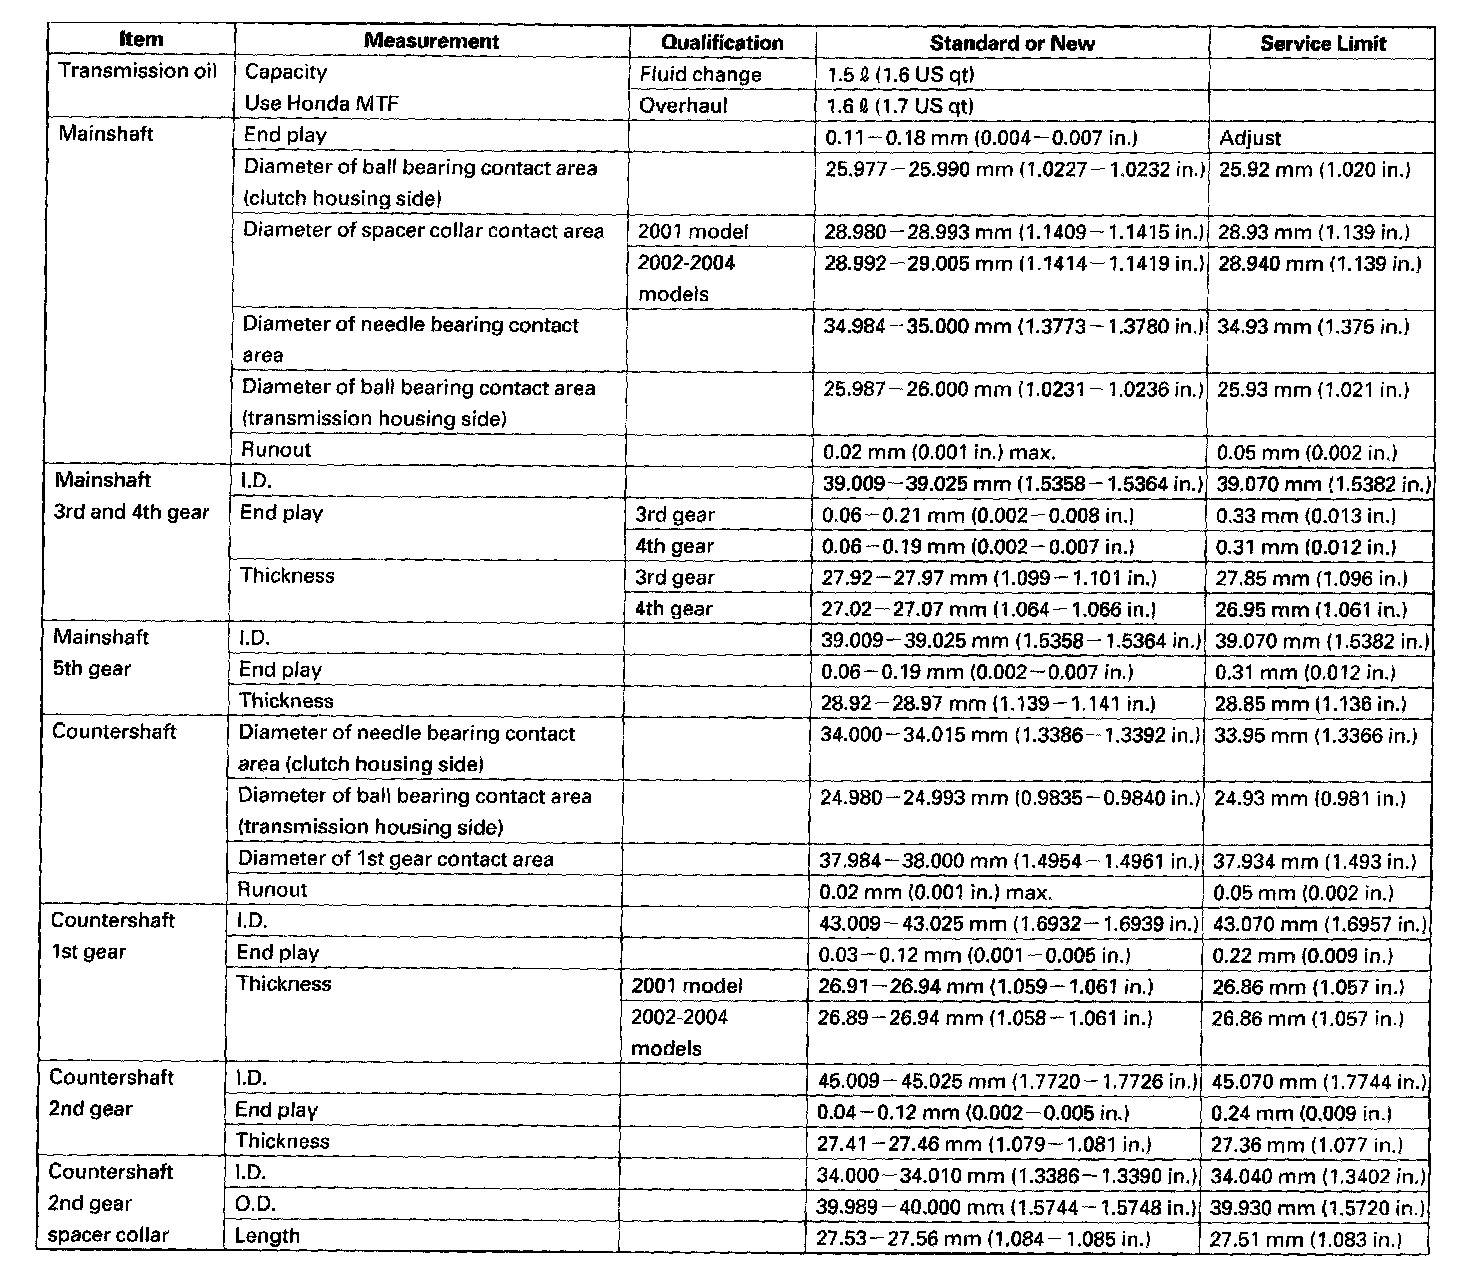 Item Measurement Qualification Standard or New Service Limit
Transmission oil Capacity Fluid change 1.5 ℓ (1.6 US qt)
Use Honda MTF Overhaul 1.6 ℓ (1.7 US qt)
Mainshaft End play 0.11–0.18 mm (0.004–0.007 in.) Adjust
Diameter of ball bearing contact area 25.977–25.990 mm (1.0227–1.0232 in.) 25.92 mm (1.020 in.)
(clutch housing side)
Diameter of spacer collar contact area 2001 model 28.980–28.993 mm (1.1409–1.1415 in.) 28.93 mm (1.139 in.)
2002-2004 28.992–29.005 mm (1.1414–1.1419 in.) 28.940 mm (1.139 in.)
models
Diameter of needle bearing contact 34.984–35.000 mm (1.3773–1.3780 in.) 34.93 mm (1.375 in.)
area
Diameter of ball bearing contact area 25.987–26.000 mm (1.0231–1.0236 in.) 25.93 mm (1.021 in.)
(transmission housing side)
Runout 0.02 mm (0.001 in.) max. 0.05 mm (0.002 in.)
Mainshaft I.D. 39.009–39.025 mm (1.5358–1.5364 in.) 39.070 mm (1.5382 in.)
3rd and 4th gear End play 3rd gear 0.06–0.21 mm (0.002–0.008 in.) 0.33 mm (0.013 in.)
4th gear 0.06–0.19 mm (0.002–0.007 in.) 0.31 mm (0.012 in.)
Thickness 3rd gear 27.92–27.97 mm (1.099–1.101 in.) 27.85 mm (1.096 in.)
4th gear 27.02–27.07 mm (1.064–1.066 in.) 26.95 mm (1.061 in.)
Mainshaft I.D. 39.009–39.025 mm (1.5358–1.5364 in.) 39.070 mm (1.5382 in.)
5th gear End play 0.06–0.19 mm (0.002–0.007 in.) 0.31 mm (0.012 in.)
Thickness 28.92–28.97 mm (1.139–1.141 in.) 28.85 mm (1.136 in.)
Countershaft Diameter of needle bearing contact 34.000–34.015 mm (1.3386–1.3392 in.) 33.95 mm (1.3366 in.)
area (clutch housing side)
Diameter of ball bearing contact area 24.980–24.993 mm (0.9835–0.9840 in.) 24.93 mm (0.981 in.)
(transmission housing side)
Diameter of 1st gear contact area 37.984–38.000 mm (1.4954–1.4961 in.) 37.934 mm (1.493 in.)
Runout 0.02 mm (0.001 in.) max. 0.05 mm (0.002 in.)
Countershaft I.D. 43.009–43.025 mm (1.6932–1.6939 in.) 43.070 mm (1.6957 in.)
1st gear End play 0.03–0.12 mm (0.001–0.005 in.) 0.22 mm (0.009 in.)
Thickness 2001 model 26.91–26.94 mm (1.059–1.061 in.) 26.86 mm (1.057 in.)
2002-2004 26.89–26.94 mm (1.058–1.061 in.) 26.86 mm (1.057 in.)
models
Countershaft I.D. 45.009–45.025 mm (1.7720–1.7726 in.) 45.070 mm (1.7744 in.)
2nd gear End play 0.04–0.12 mm (0.002–0.005 in.) 0.24 mm (0.009 in.)
Thickness 27.41–27.46 mm (1.079–1.081 in.) 27.36 mm (1.077 in.)
Countershaft I.D. 34.000–34.010 mm (1.3386–1.3390 in.) 34.040 mm (1.3402 in.)
2nd gear O.D. 39.989–40.000 mm (1.5744–1.5748 in.) 39.930 mm (1.5720 in.)
spacer collar Length 27.53–27.56 mm (1.084–1.085 in.) 27.51 mm (1.083 in.)